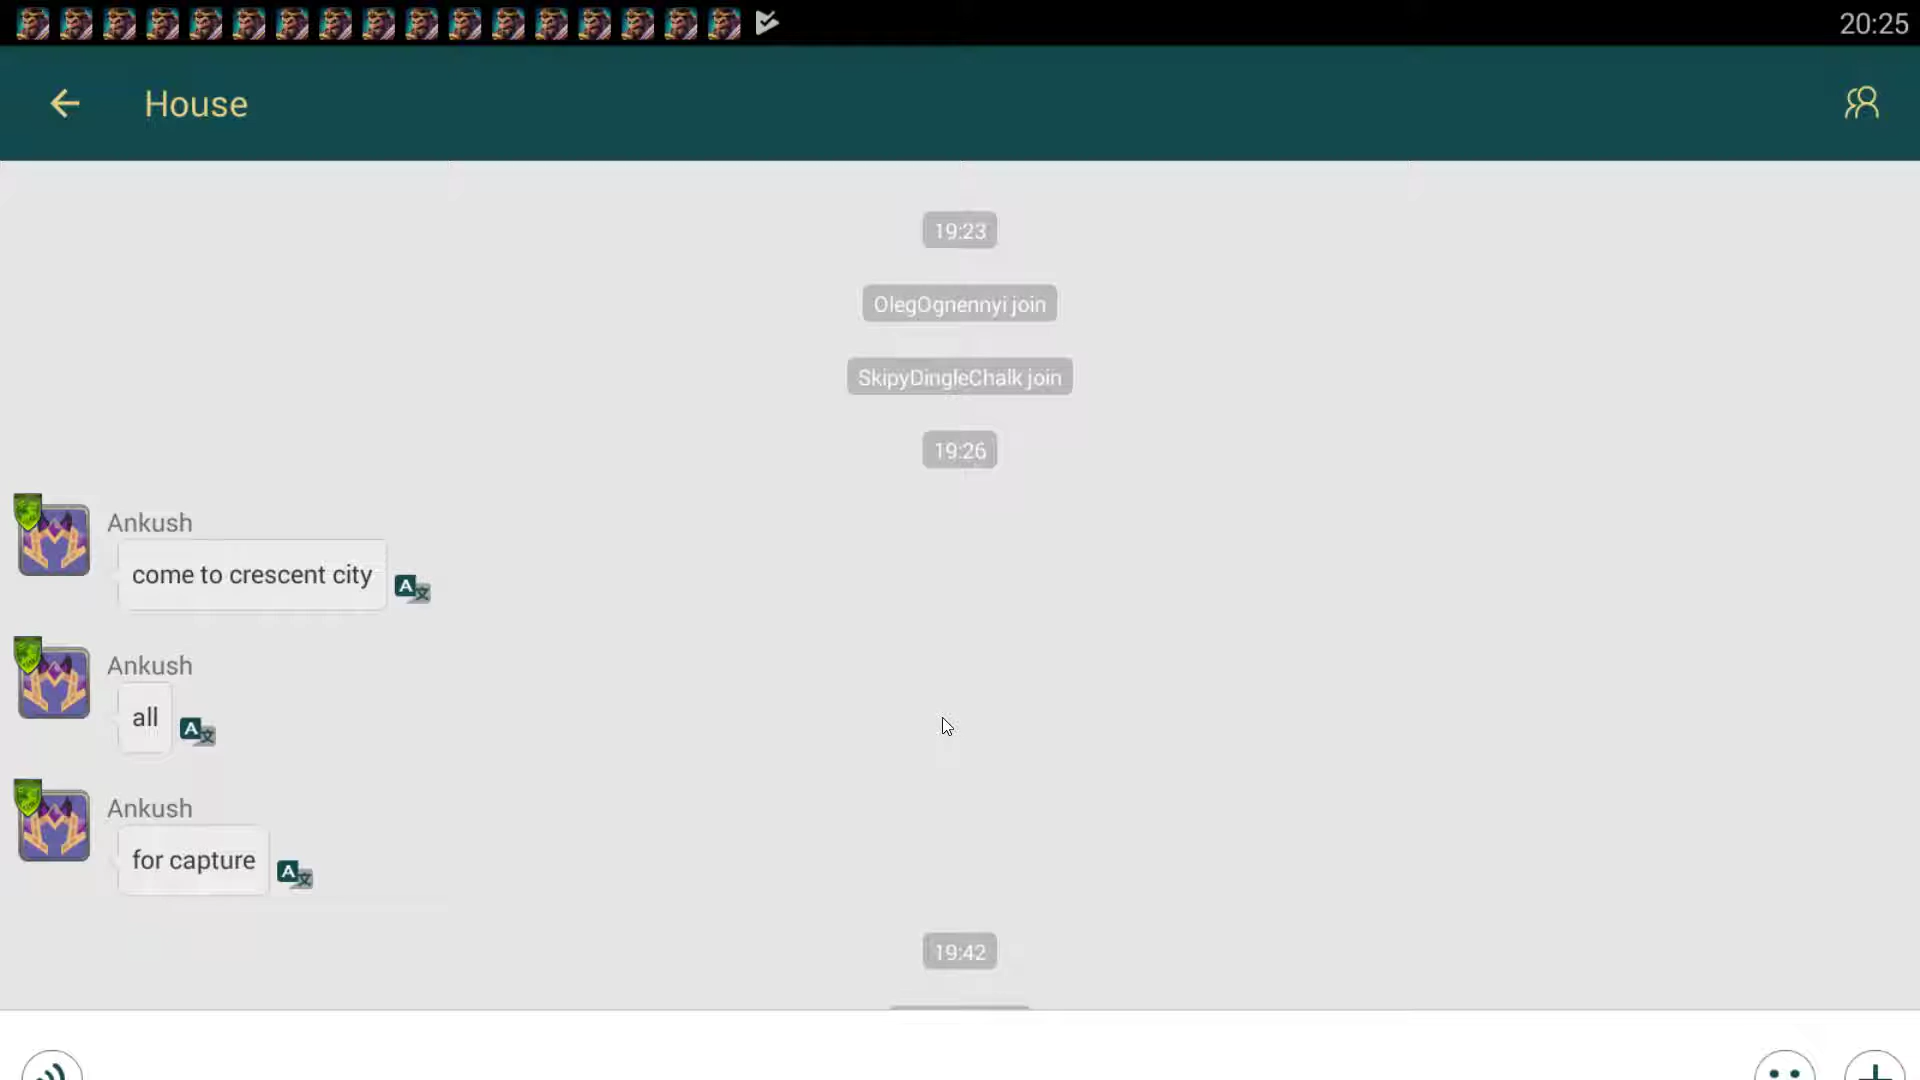 20:25
House
19:23
OlegOgnennyi join
SkipyDingleChalk join
19:26
Ankush
come to crescent city
Ankush
all
Ankush
for capture
19:42